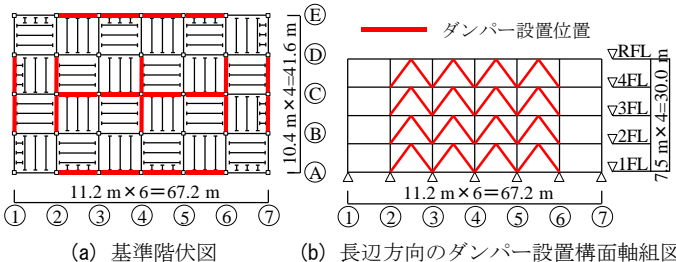 Ⓔ
Ⓓ
Ⓒ
Ⓑ
Ⓐ
10.4 m×4=41.6 m
11.2 m×6=67.2 m
① ② ③ ④ ⑤ ⑥ ⑦
(a) 基準階伏図
ダンパー設置位置
▽RFL
▽4FL
▽3FL
▽2FL
▽1FL
7.5 m×4=30.0 m
11.2 m×6=67.2 m
① ② ③ ④ ⑤ ⑥ ⑦
(b) 長辺方向のダンパー設置構面軸組図